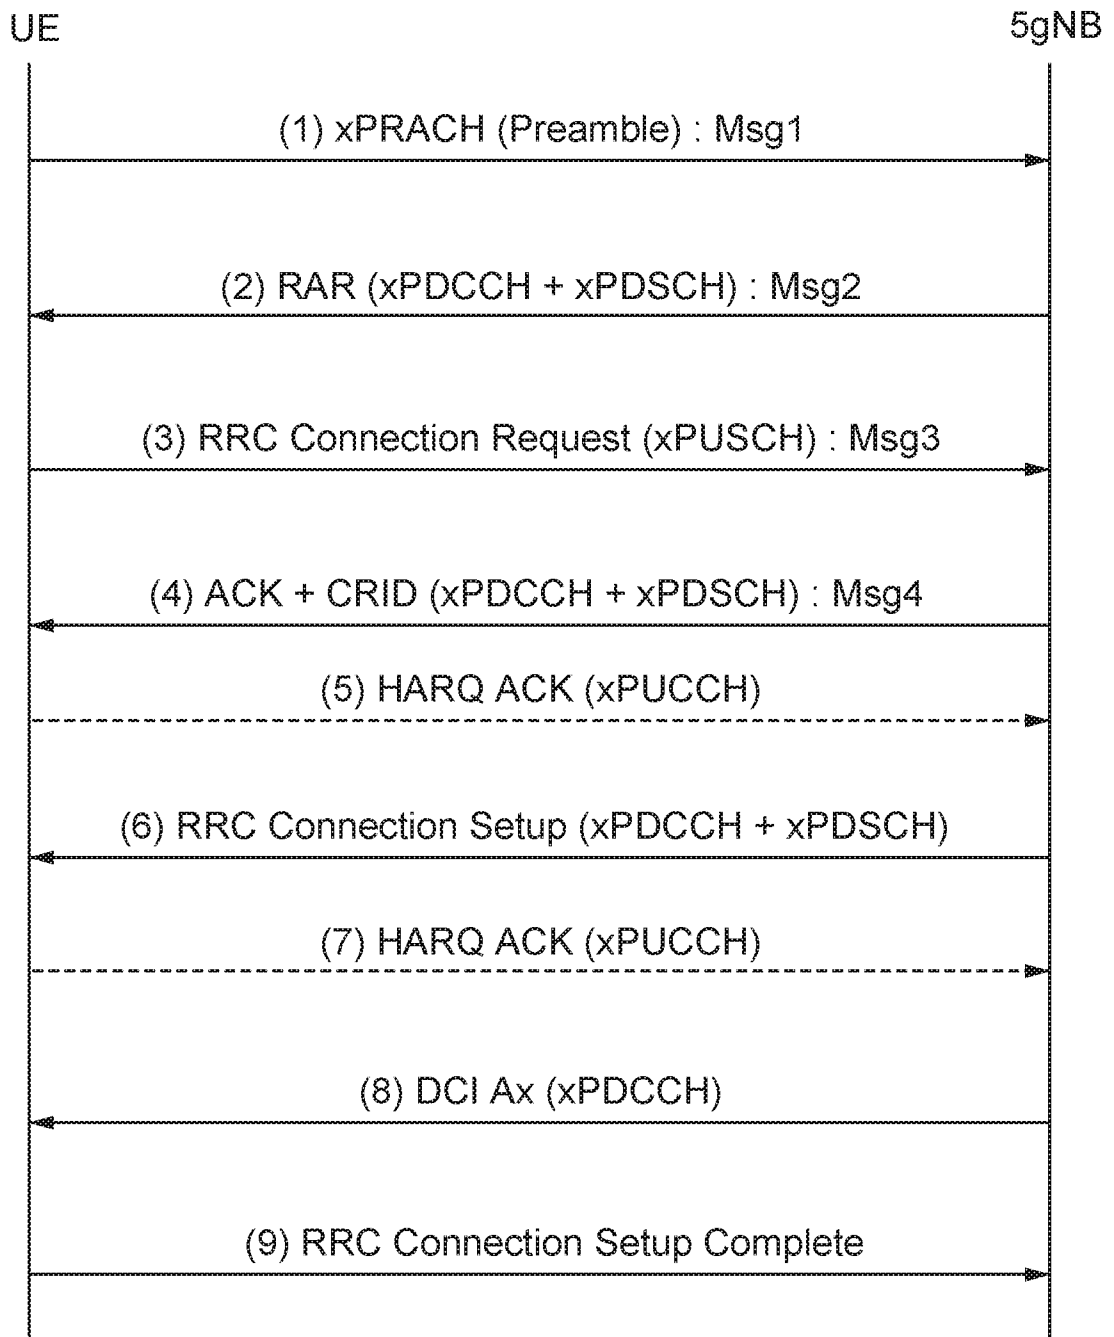 UE
5gNB
(1) xPRACH (Preamble) : Msg1
(2) RAR (xPDCCH + xPDSCH) : Msg2
(3) RRC Connection Request (xPUSCH) : Msg3
(4) ACK + CRID (xPDCCH + xPDSCH) : Msg4
(5) HARQ ACK (xPUCCH)
(6) RRC Connection Setup (xPDCCH + xPDSCH)
(7) HARQ ACK (xPUCCH)
(8) DCI Ax (xPDCCH)
(9) RRC Connection Setup Complete